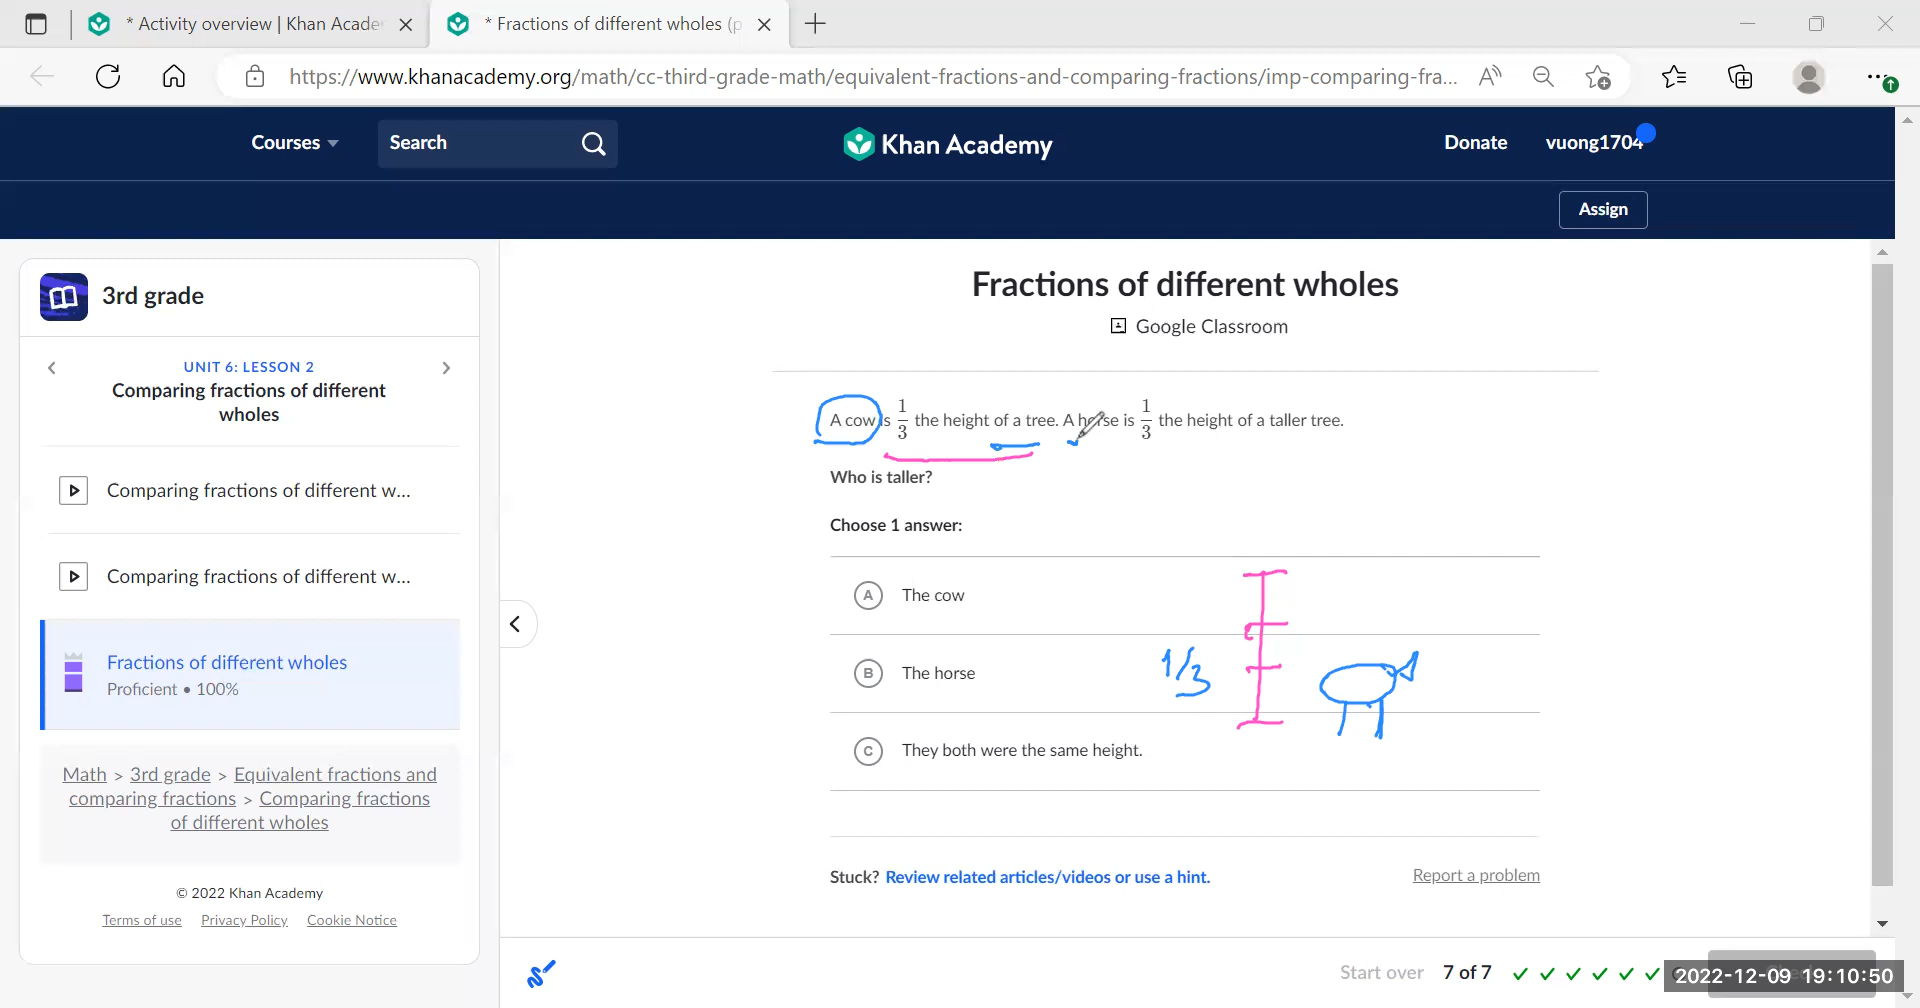 * Activity overview | Khan Acade
* Fractions of different wholes (p
https://www.khanacademy.org/math/cc-third-grade-math/equivalent-fractions-and-comparing-fractions/imp-comparing-fra...
Courses
Search
Khan Academy
Donate
vuong1704
Assign
3rd grade
UNIT 6: LESSON 2
Comparing fractions of different
wholes
Comparing fractions of different w...
Comparing fractions of different w...
Fractions of different wholes
Proficient • 100%
Math > 3rd grade > Equivalent fractions and
comparing fractions > Comparing fractions
of different wholes
© 2022 Khan Academy
Terms of use Privacy Policy Cookie Notice
Fractions of different wholes
Google Classroom
A cow is 1/3 the height of a tree. A horse is 1/3 the height of a taller tree.
Who is taller?
Choose 1 answer:
A The cow
B The horse
1/3
C They both were the same height.
Stuck? Review related articles/videos or use a hint.
Report a problem
Start over 7 of 7
2022-12-09 19:10:50